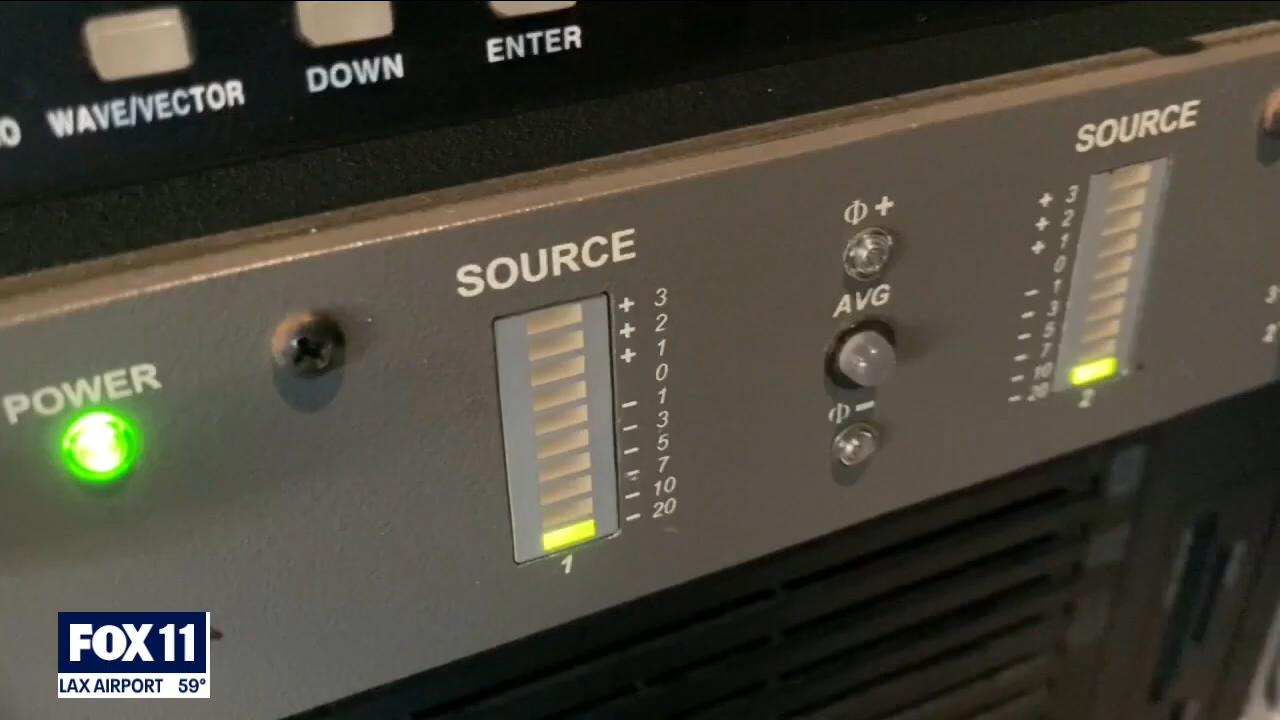 WAVE/VECTOR
DOWN
ENTER
POWER
SOURCE
+ 3
+ 2
+ 1
0
- 1
- 3
- 5
- 7
- 10
- 20
1
Φ+
AVG
Φ-
SOURCE
+ 3
+ 2
+ 1
0
- 1
- 3
- 5
- 7
- 10
- 20
2
FOX 11
LAX AIRPORT 59°